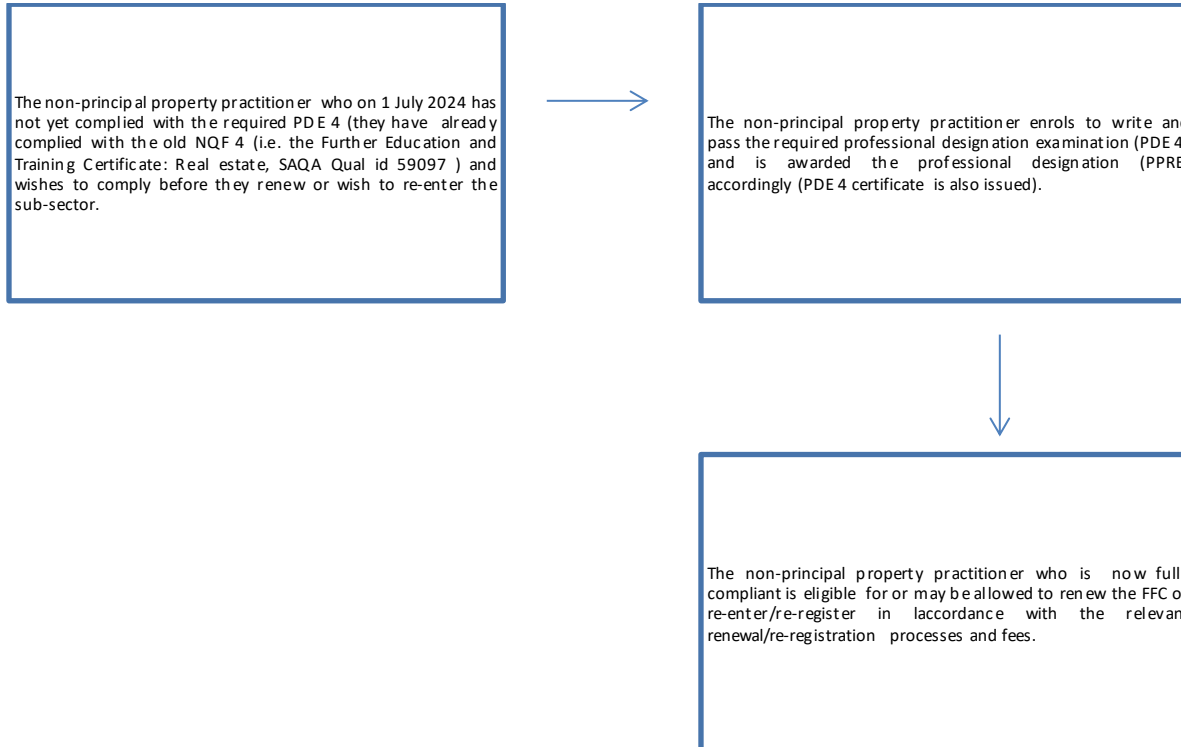 The non-principal property practitioner who on 1 July 2024 has
not yet complied with the required PDE 4 (they have already
complied with the old NQF 4 (i.e. the Further Education and
Training Certificate: Real estate, SAQA Qual id 59097 ) and
wishes to comply before they renew or wish to re-enter the
sub-sector.
The non-principal property practitioner enrols to write and
pass the required professional designation examination (PDE 4
and is awarded the professional designation (PPRE
accordingly (PDE 4 certificate is also issued).
The non-principal property practitioner who is now full
compliant is eligible for or may be allowed to renew the FFC o
re-enter/re-register in laccordance with the relevan
renewal/re-registration processes and fees.